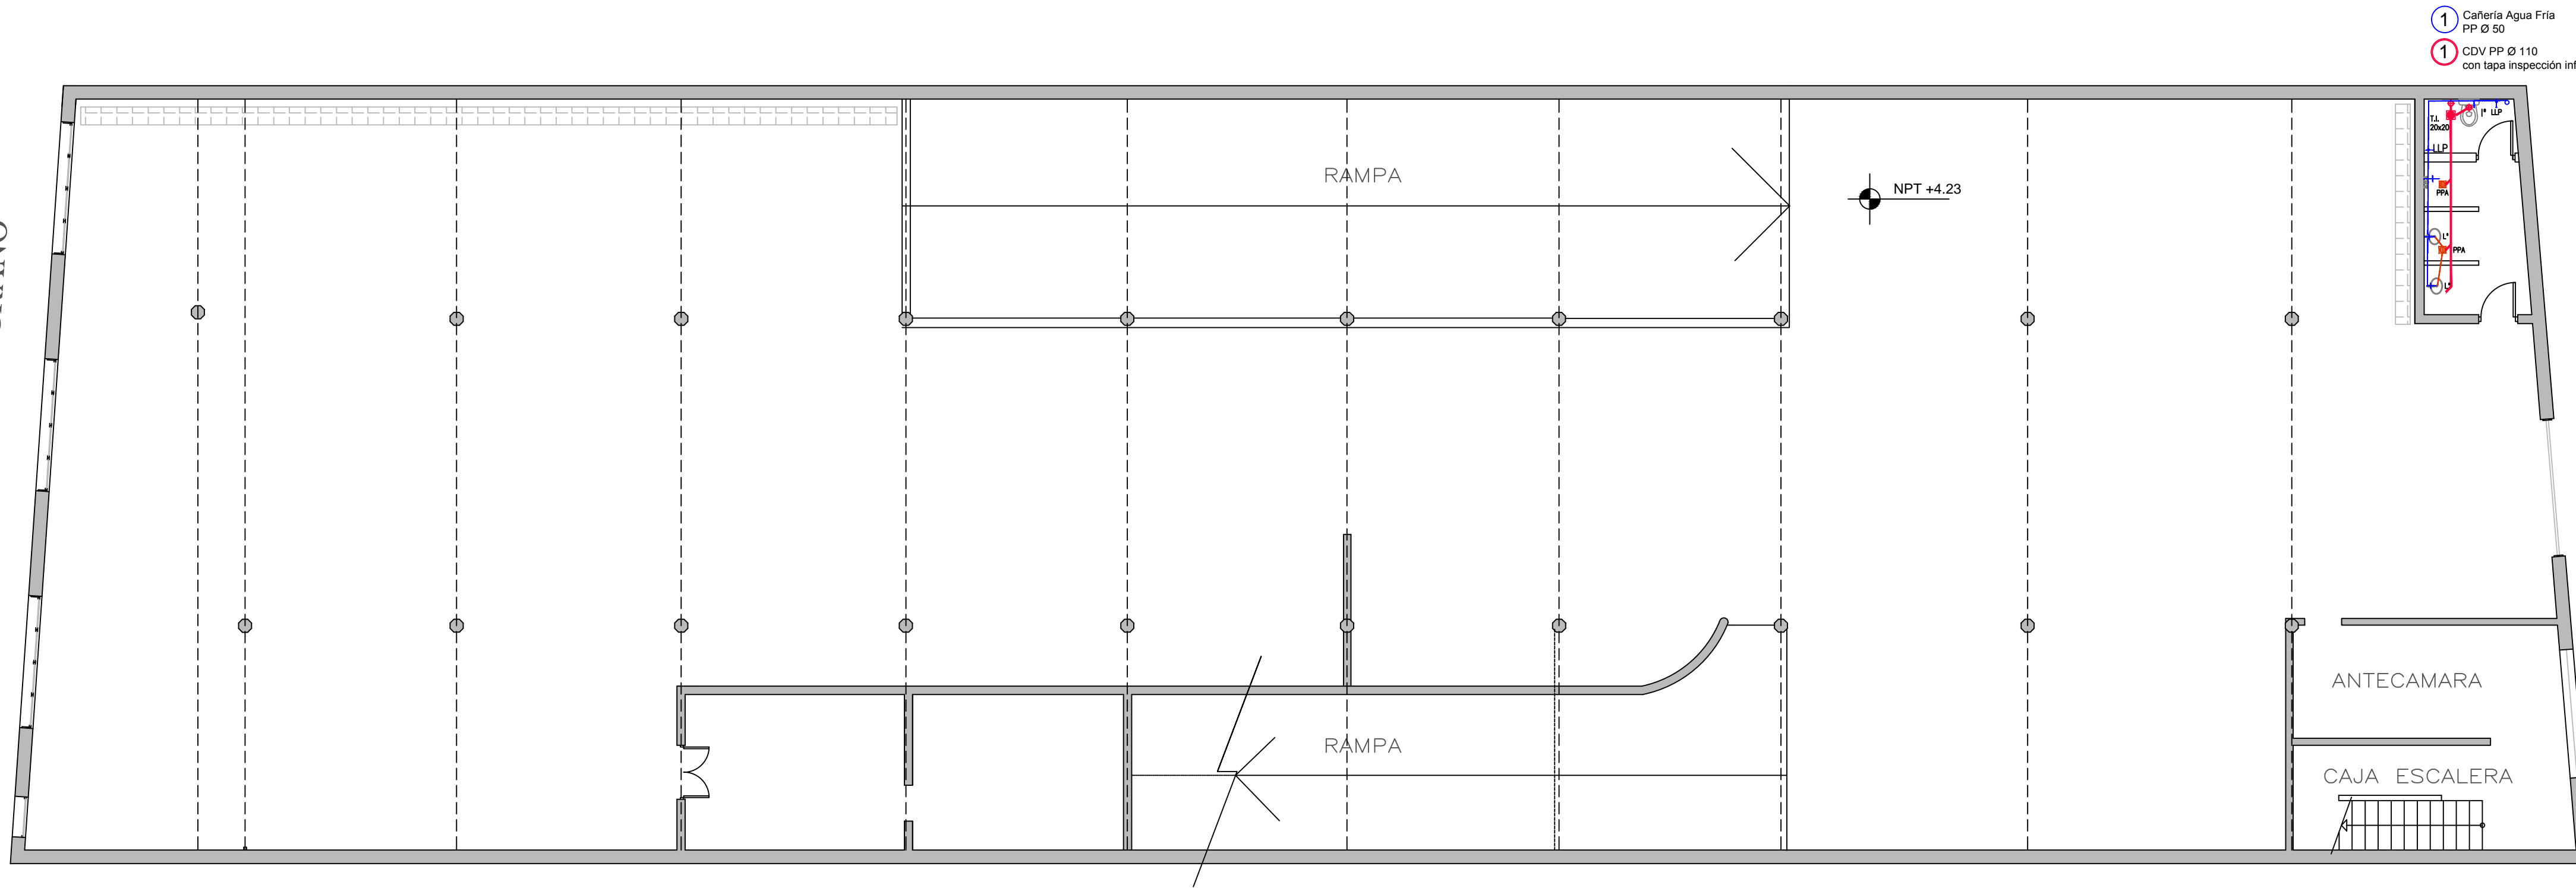 1 Cañería Agua Fría
PP Ø 50
1 CDV PP Ø 110
con tapa inspección inf
T.I.
20x20
I° LLP
LLP
PPA
L°
PPA
L°
RAMPA
NPT +4.23
RAMPA
ANTECAMARA
CAJA ESCALERA